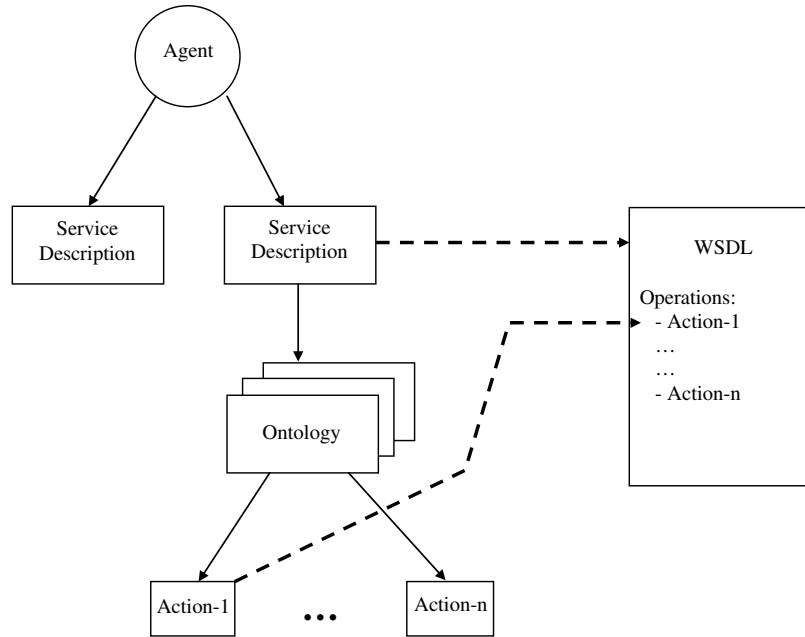 Agent
Service
Description
Service
Description
WSDL
Operations:
- Action-1
…
…
- Action-n
Ontology
Action-1
...
Action-n